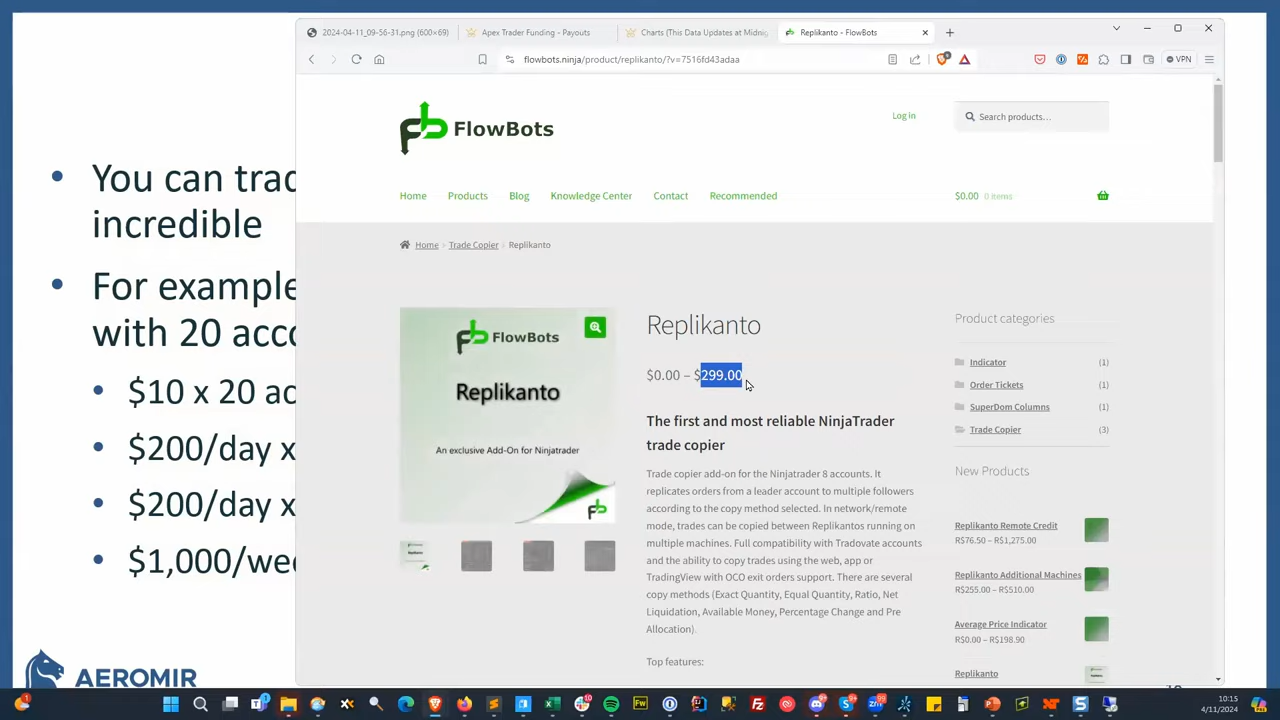 2024-04-11_09-56-31.png (600×69)
Apex Trader Funding - Payouts
Charts (This Data Updates at Midnig
Replikanto - FlowBots
flowbots.ninja/product/replikanto/?v=7516fd43adaa
VPN
FlowBots
Log in
Search products…
Home
Products
Blog
Knowledge Center
Contact
Recommended
$0.00 0 items
Home
Trade Copier
Replikanto
You can trad
incredible
For example
with 20 acco
$10 x 20 ac
$200/day x
$200/day x
$1,000/wee
AEROMIR
FlowBots
Replikanto
An exclusive Add-On for Ninjatrader
Replikanto
$0.00 – $299.00
The first and most reliable NinjaTrader
trade copier
Trade copier add-on for the Ninjatrader 8 accounts. It
replicates orders from a leader account to multiple followers
according to the copy method selected. In network/remote
mode, trades can be copied between Replikantos running on
multiple machines. Full compatibility with Tradovate accounts
and the ability to copy trades using the web, app or
TradingView with OCO exit orders support. There are several
copy methods (Exact Quantity, Equal Quantity, Ratio, Net
Liquidation, Available Money, Percentage Change and Pre
Allocation).
Top features:
Product categories
Indicator (1)
Order Tickets (1)
SuperDom Columns (1)
Trade Copier (3)
New Products
Replikanto Remote Credit
R$76.50 – R$1,275.00
Replikanto Additional Machines
R$255.00 – R$510.00
Average Price Indicator
R$0.00 – R$198.90
Replikanto
10:15
4/11/2024